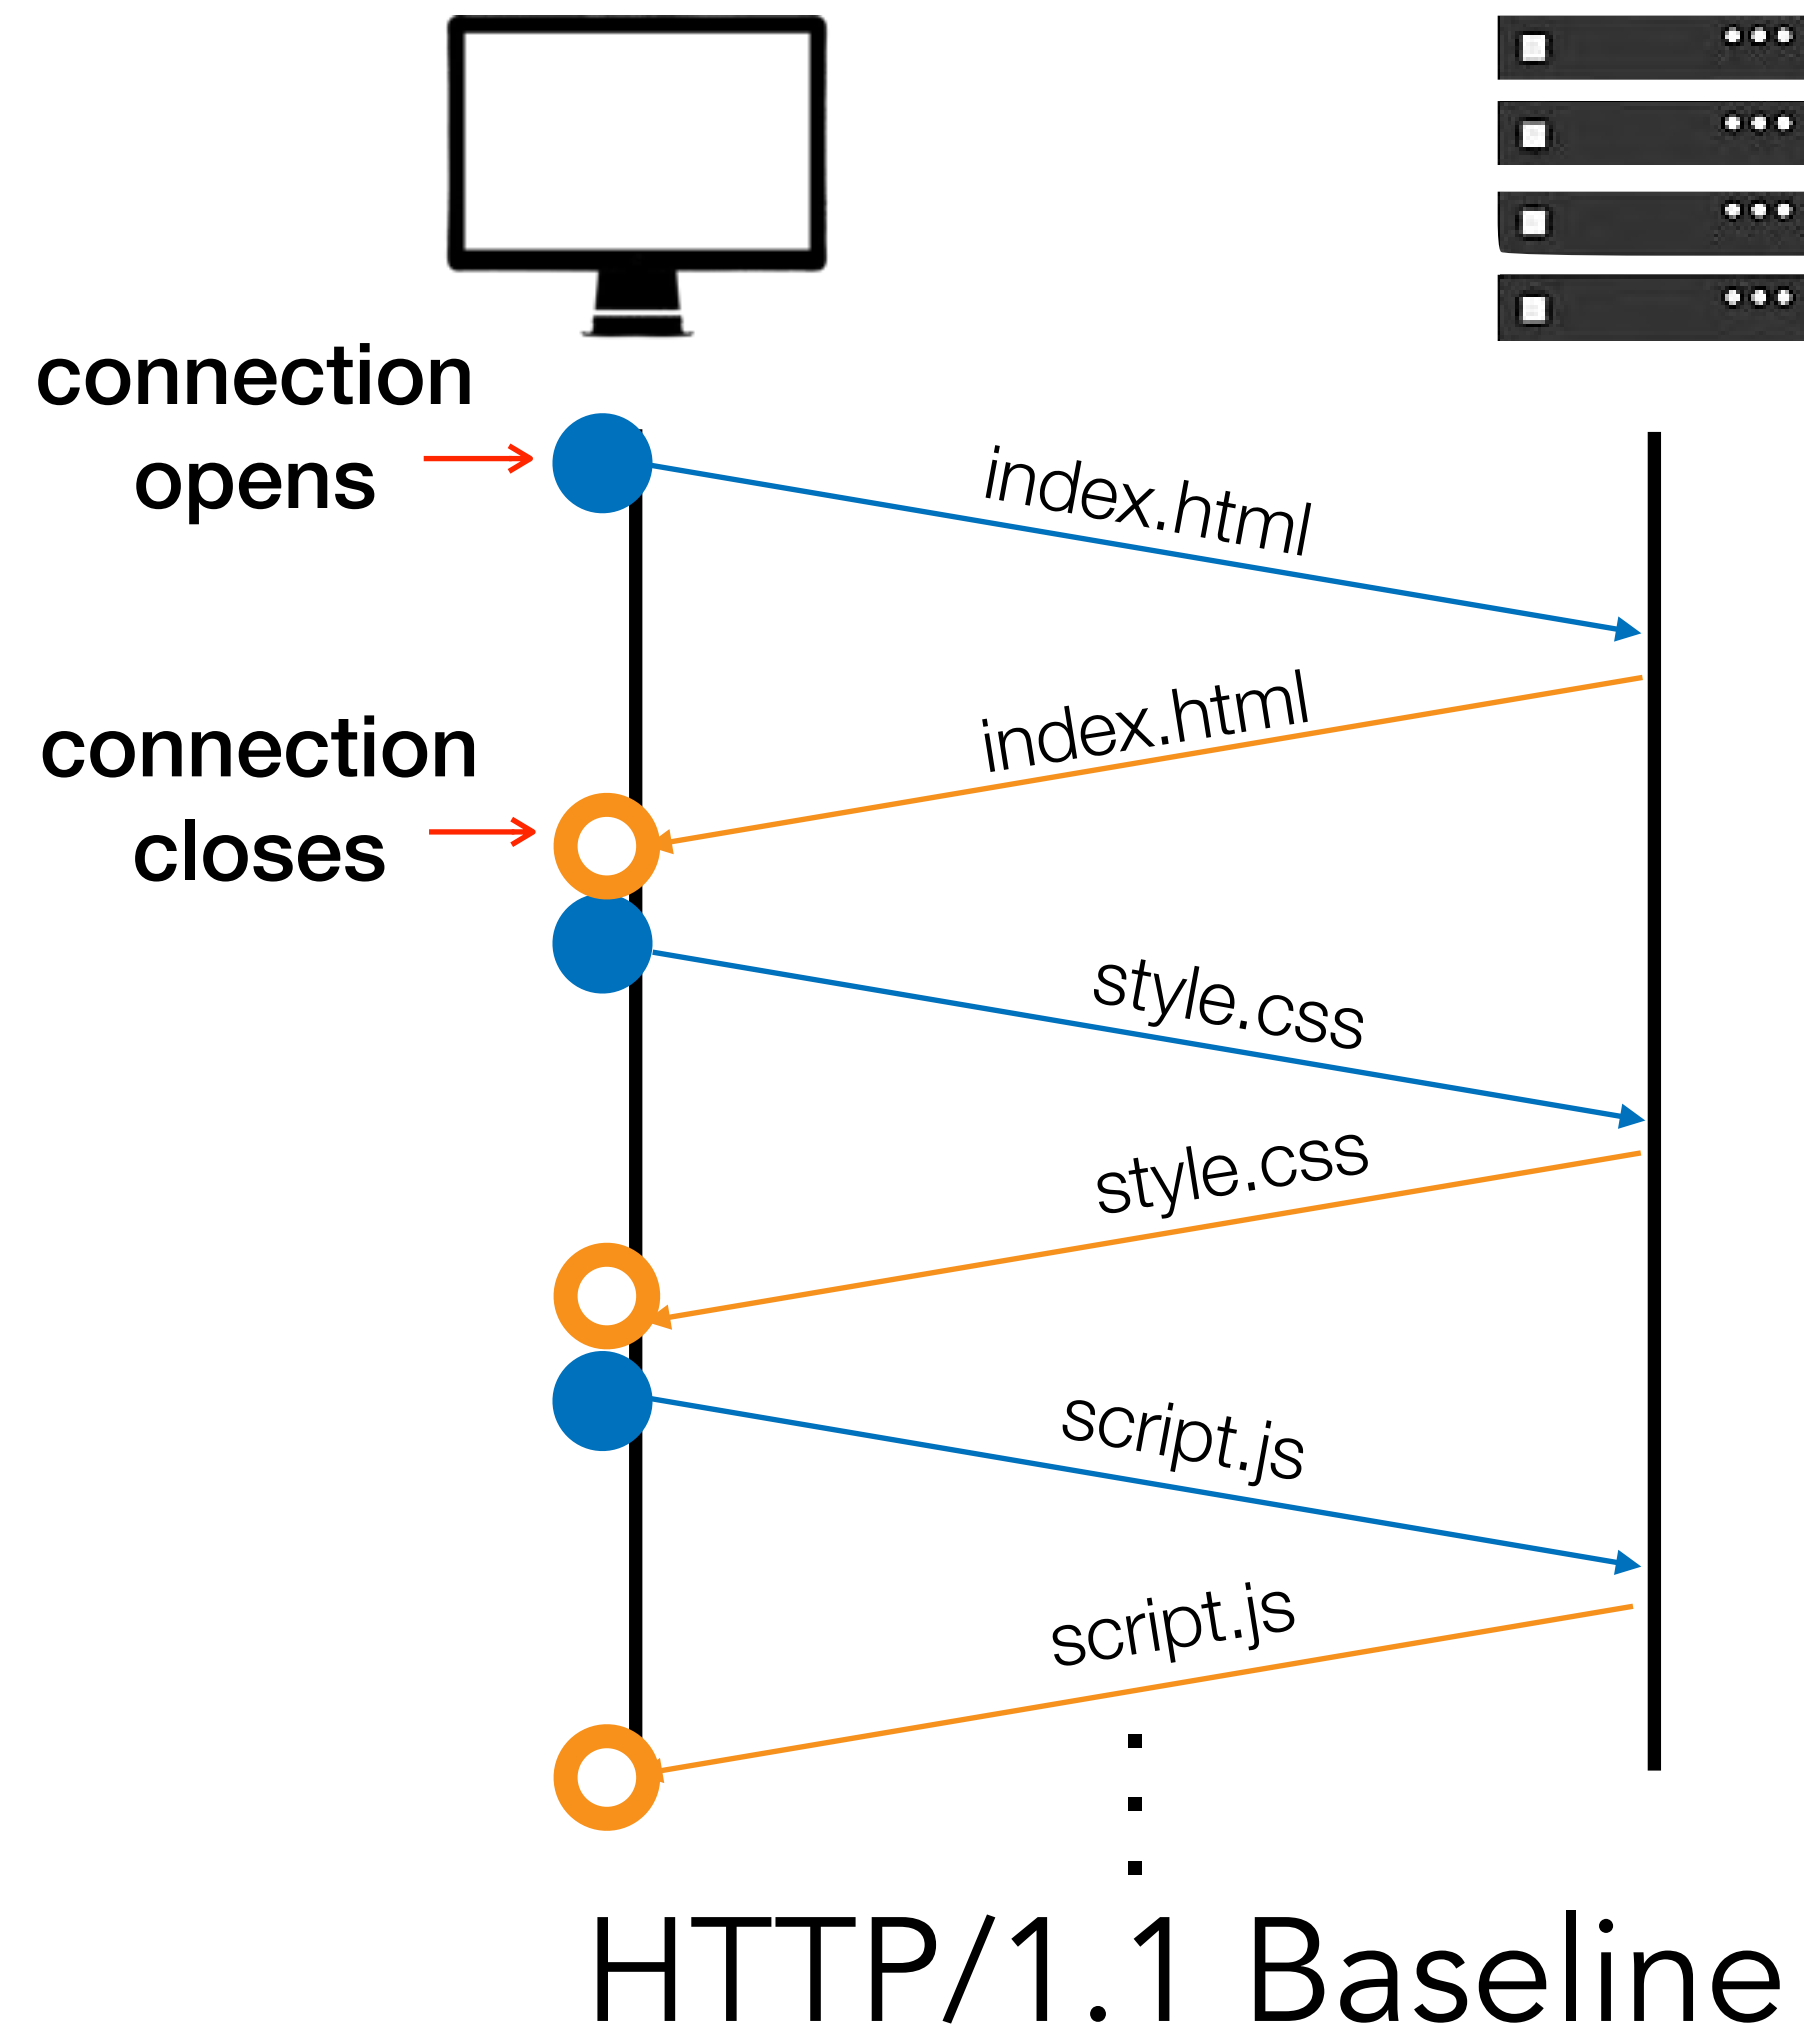 connection
opens
index.html
index.html
connection
closes
style.css
style.css
script.js
script.js
HTTP/1.1 Baseline